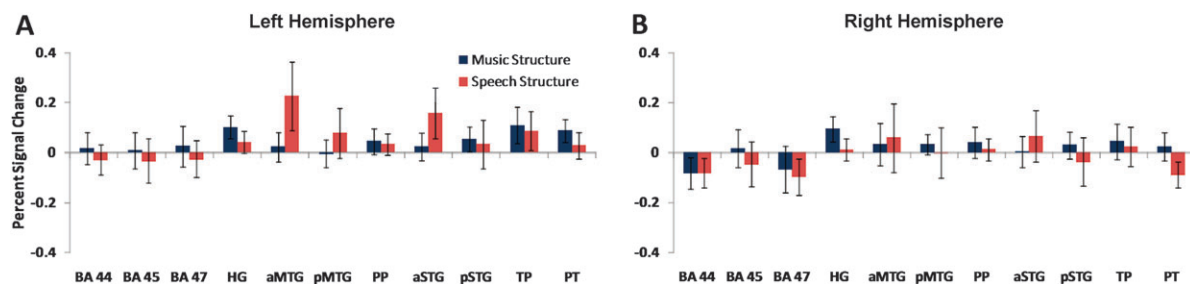 A
Left Hemisphere
Percent Signal Change
0.4
0.2
0
-0.2
-0.4
Music Structure
Speech Structure
BA 44 BA 45 BA 47 HG aMTG pMTG PP aSTG pSTG TP PT
B
Right Hemisphere
0.4
0.2
0
-0.2
-0.4
BA 44 BA 45 BA 47 HG aMTG pMTG PP aSTG pSTG TP PT